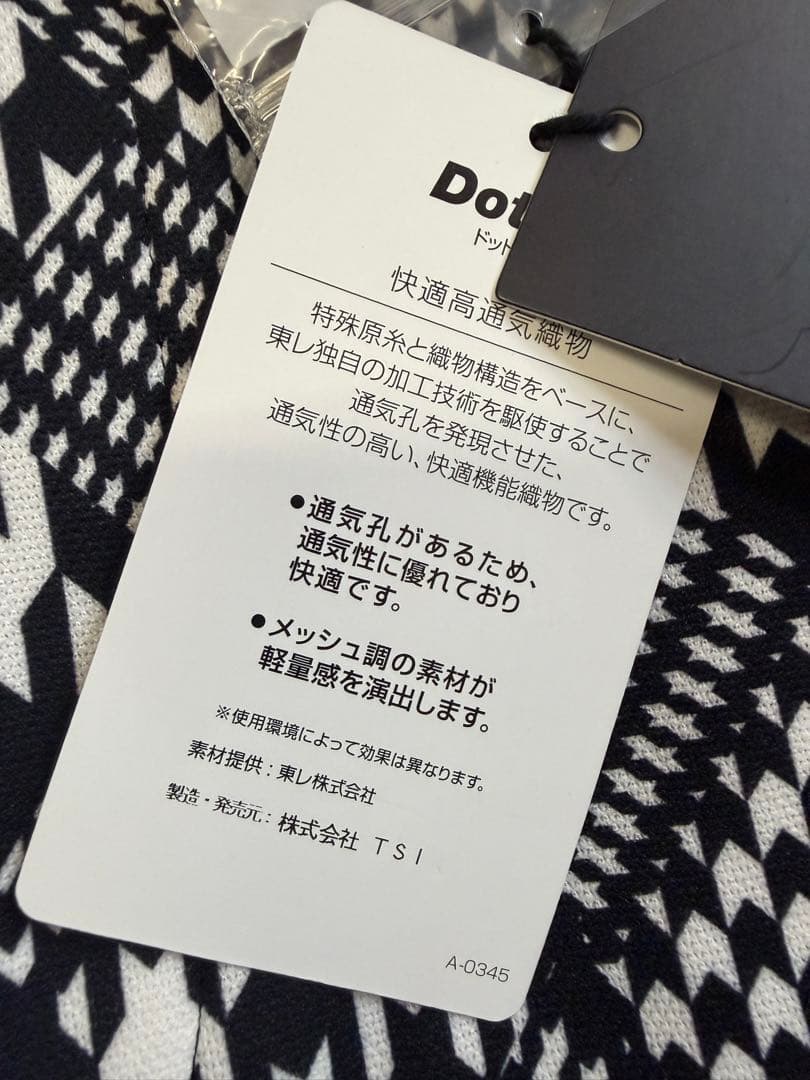 Dot
ドット
快適高通気織物
特殊原糸と織物構造をベースに、
東レ独自の加工技術を駆使することで
通気孔を発現させた、
通気性の高い、快適機能織物です。
●通気孔があるため、
通気性に優れており
快適です。
●メッシュ調の素材が
軽量感を演出します。
※使用環境によって効果は異なります。
素材提供：東レ株式会社
製造・発売元：株式会社 TSI
A-0345